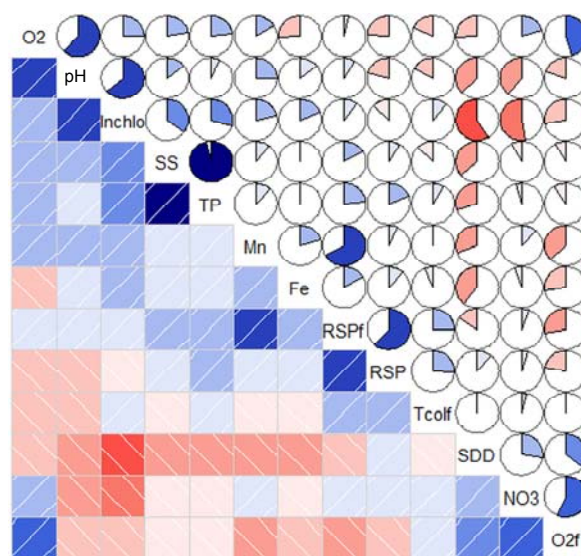 O2
pH
lnchlo
SS
TP
Mn
Fe
RSPf
RSP
Tcolf
SDD
NO3
O2f